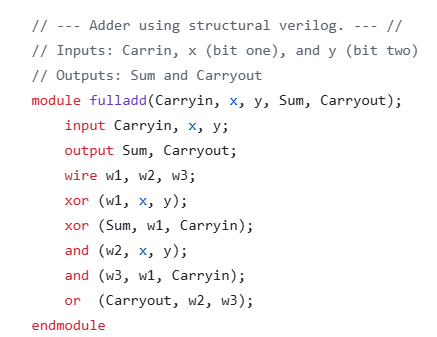 // --- Adder using structural verilog. --- //
// Inputs: Carrin, x (bit one), and y (bit two)
// Outputs: Sum and Carryout
module fulladd(Carryin, x, y, Sum, Carryout);
    input Carryin, x, y;
    output Sum, Carryout;
    wire w1, w2, w3;
    xor (w1, x, y);
    xor (Sum, w1, Carryin);
    and (w2, x, y);
    and (w3, w1, Carryin);
    or  (Carryout, w2, w3);
endmodule